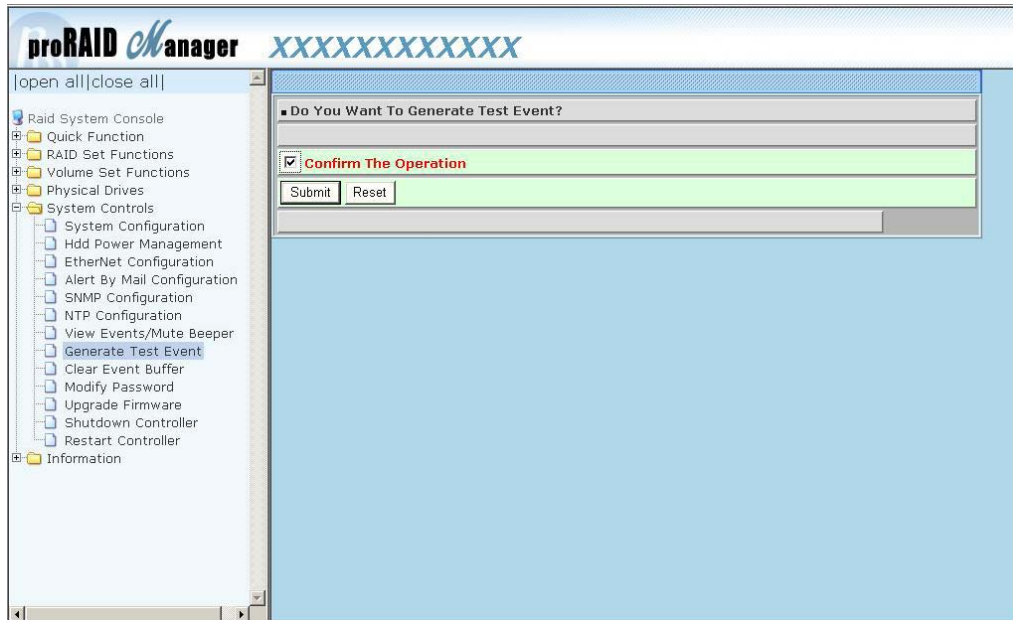 proRAID Manager XXXXXXXXXXXX
|open all|close all|
Raid System Console
Quick Function
RAID Set Functions
Volume Set Functions
Physical Drives
System Controls
System Configuration
Hdd Power Management
EtherNet Configuration
Alert By Mail Configuration
SNMP Configuration
NTP Configuration
View Events/Mute Beeper
Generate Test Event
Clear Event Buffer
Modify Password
Upgrade Firmware
Shutdown Controller
Restart Controller
Information
Do You Want To Generate Test Event?
Confirm The Operation
Submit Reset